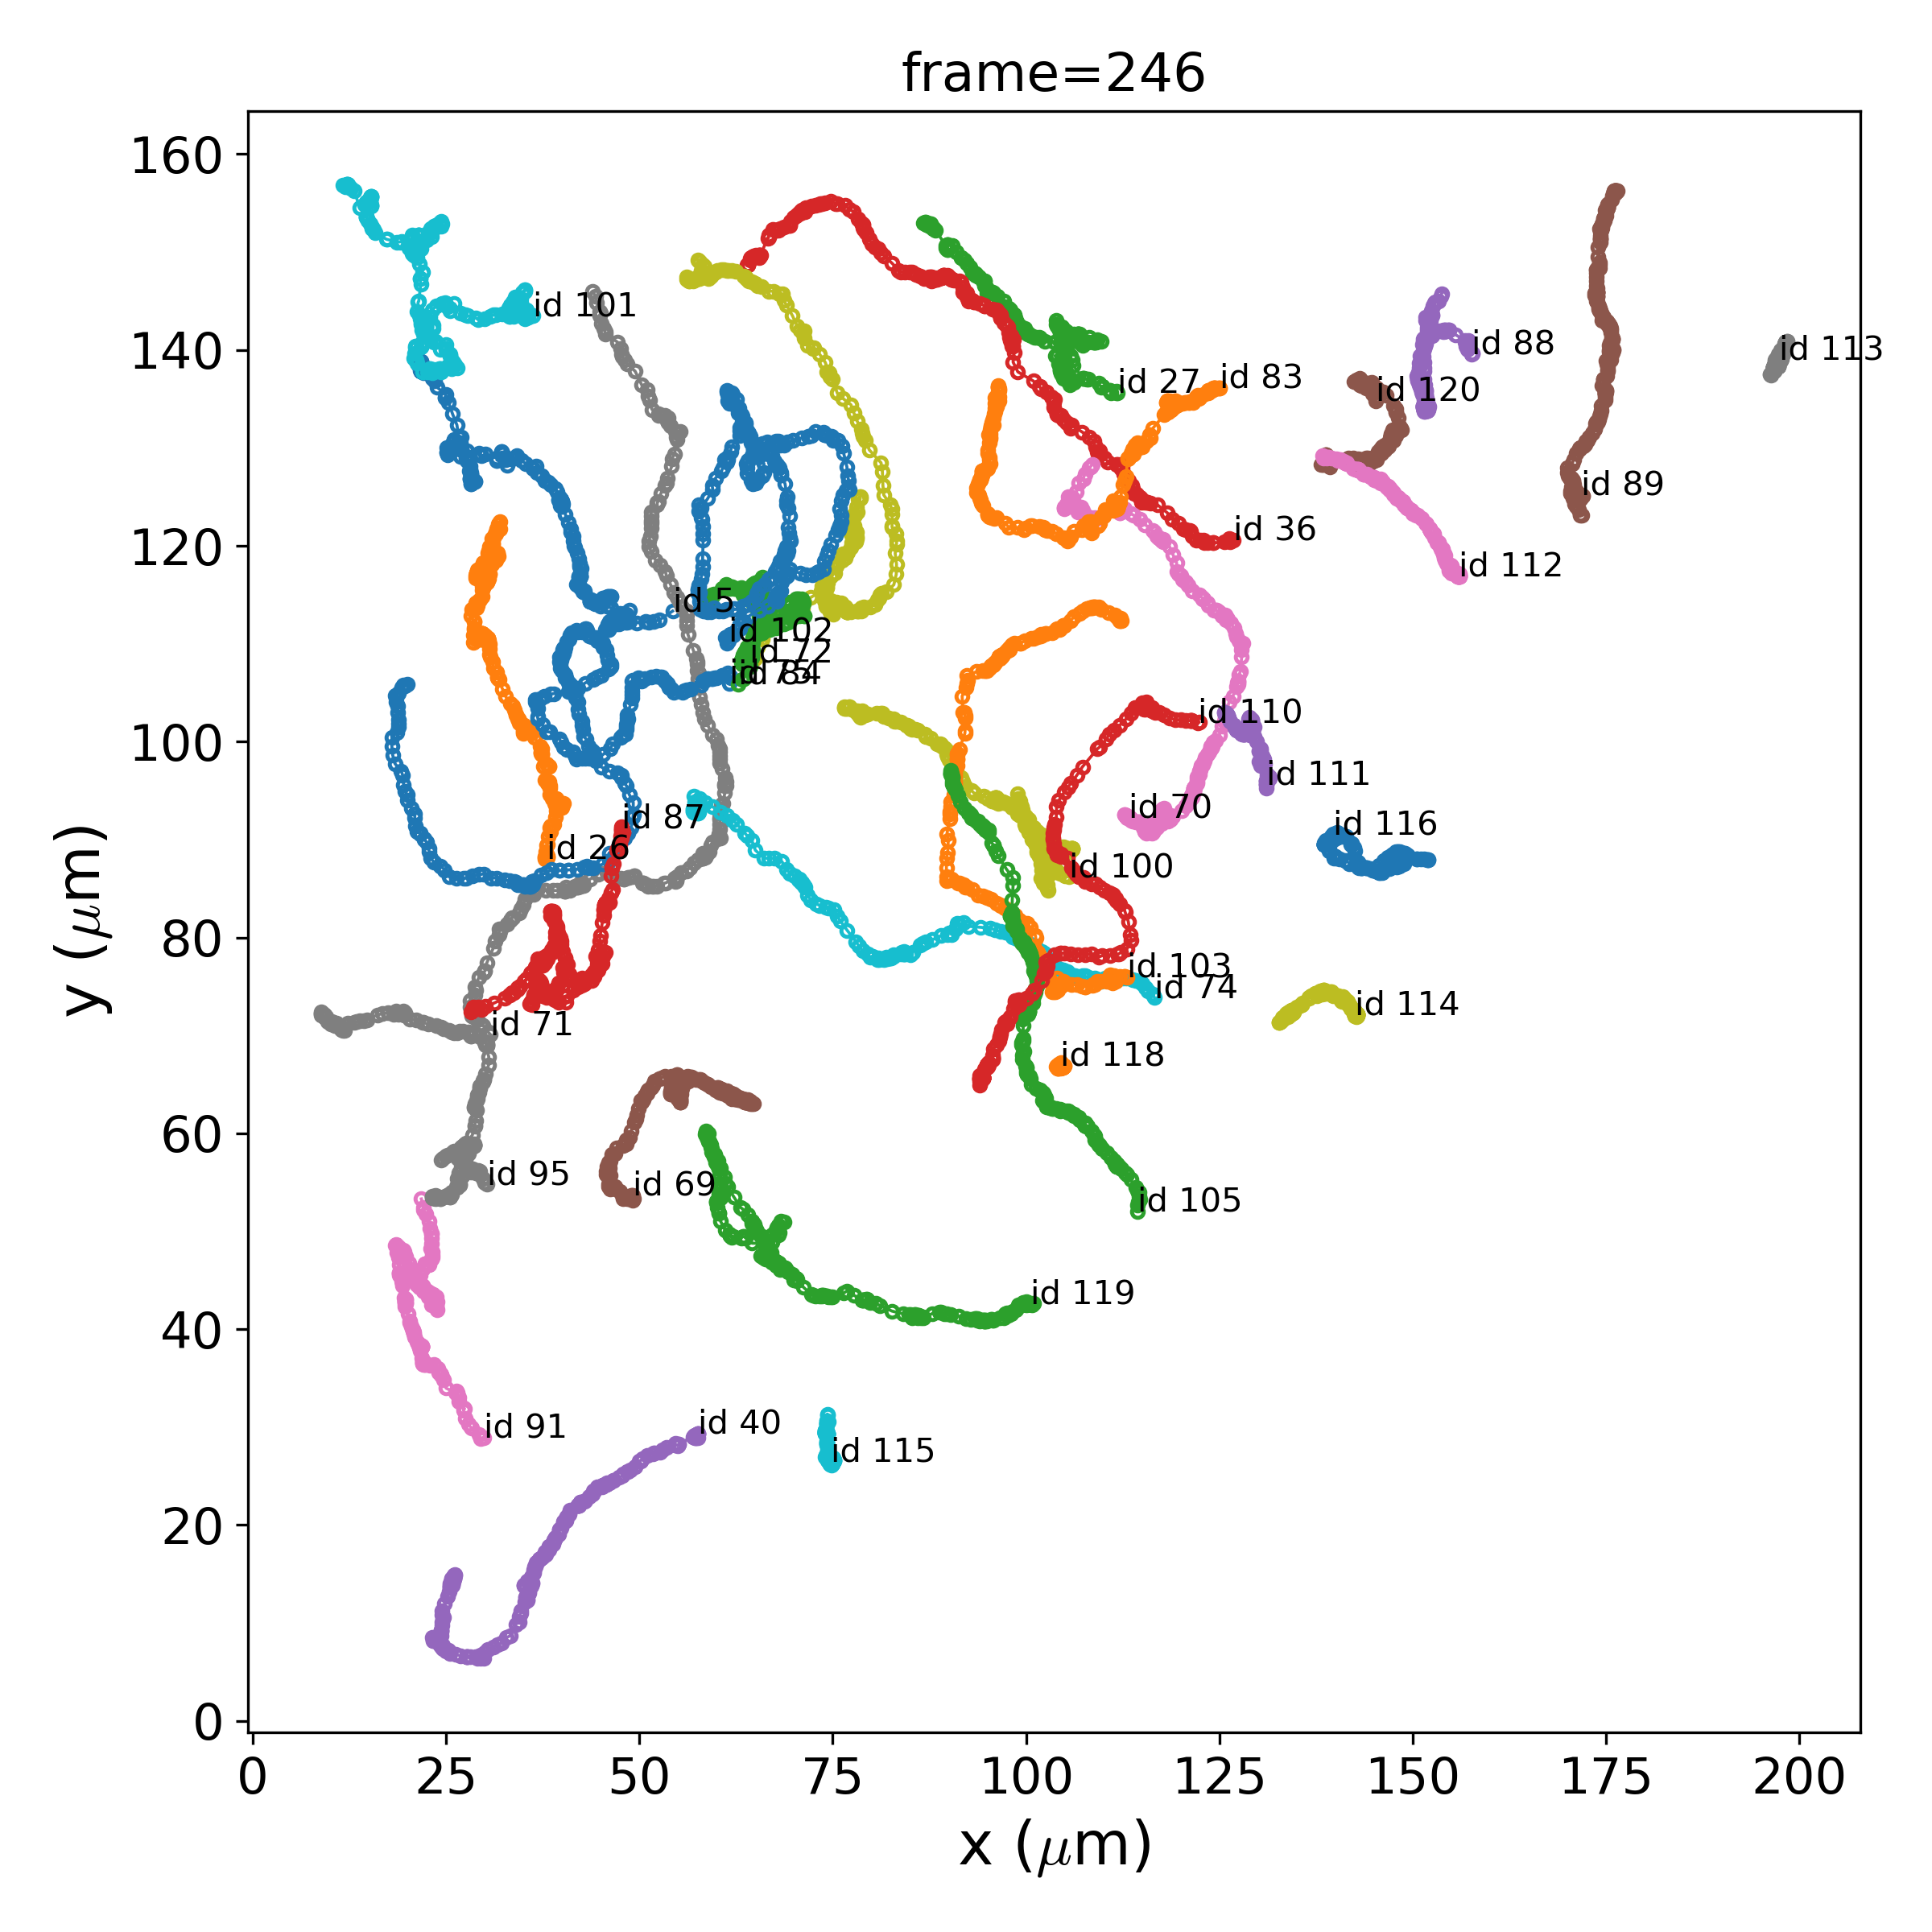 frame=246
160
140
120
100
80
60
40
20
0
y (μm)
0
25
50
75
100
125
150
175
200
x (μm)
id 101
id 27
id 83
id 88
id 120
id 113
id 89
id 36
id 112
id 5
id 102
id 72
id 84
id 110
id 111
id 70
id 116
id 87
id 26
id 100
id 103
id 74
id 114
id 71
id 118
id 95
id 69
id 105
id 119
id 91
id 40
id 115